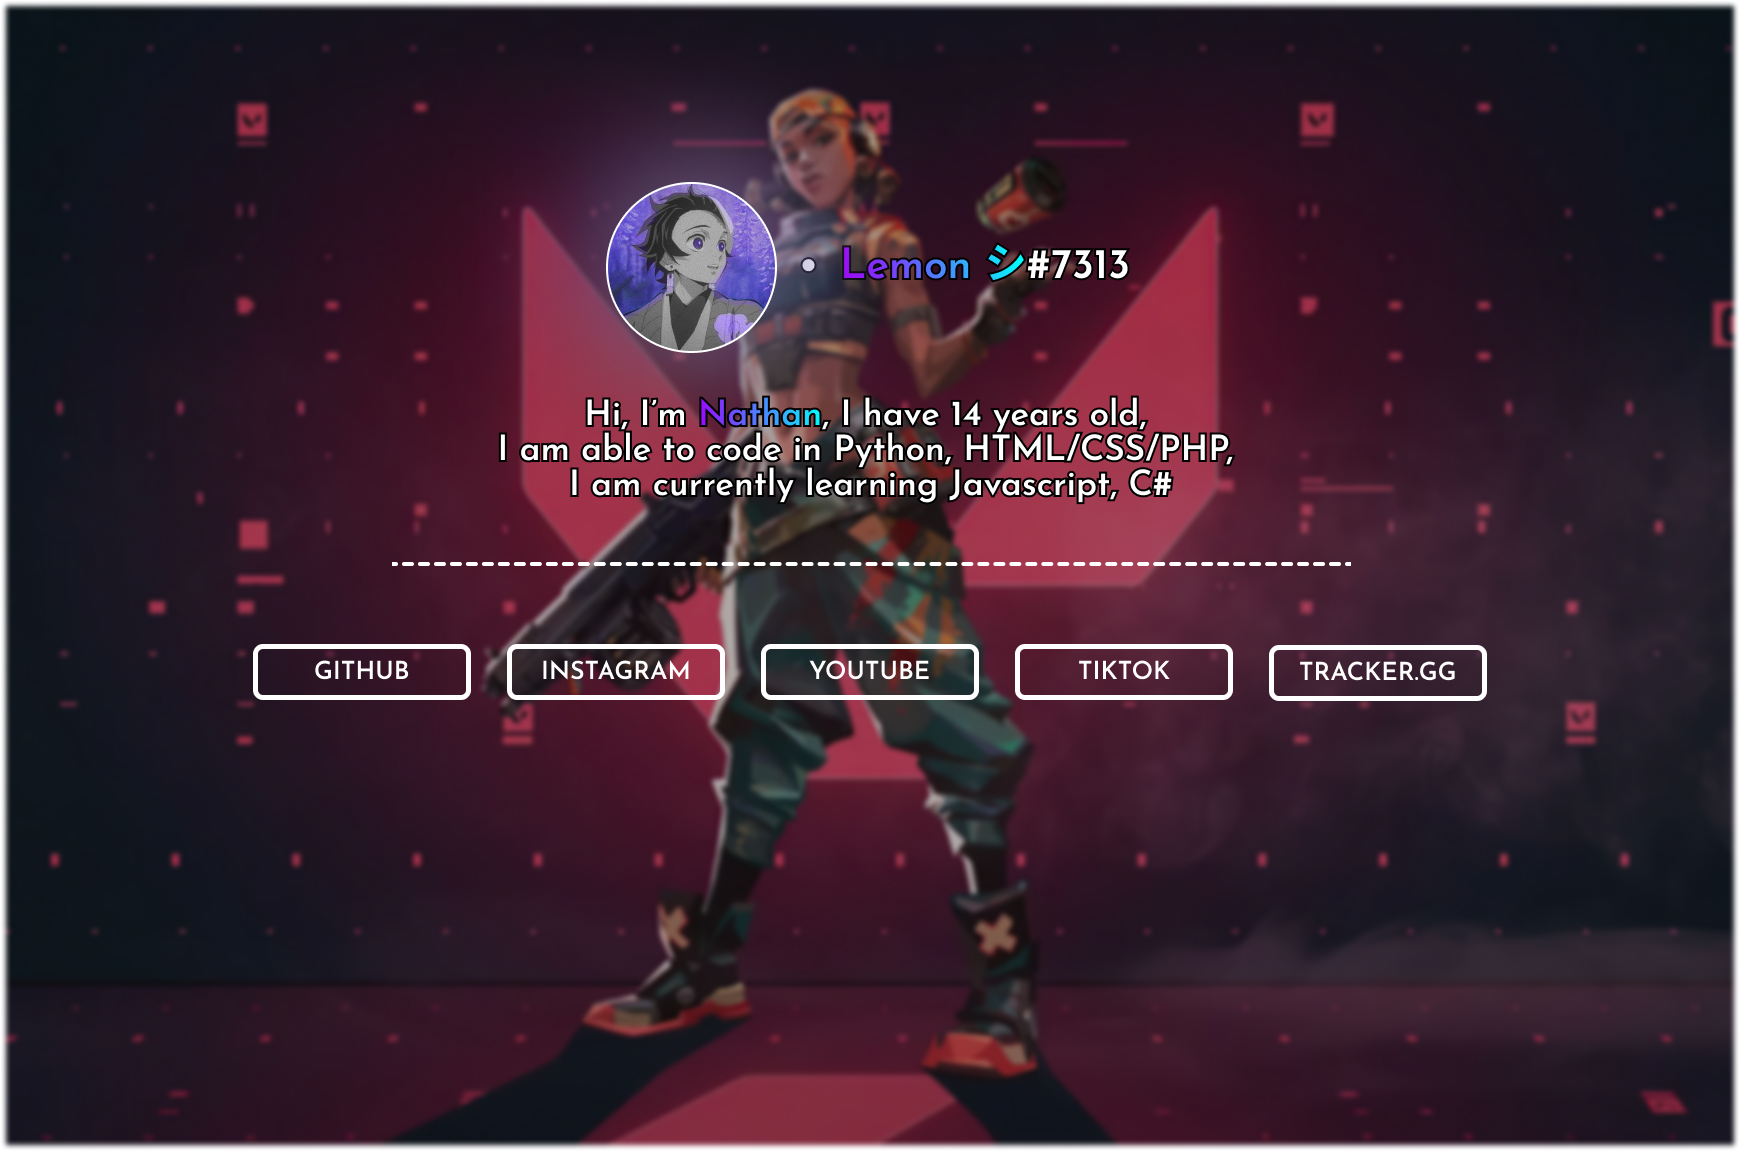 Lemon シ#7313
Hi, I'm Nathan, I have 14 years old,
I am able to code in Python, HTML/CSS/PHP,
I am currently learning Javascript, C#
GITHUB
INSTAGRAM
YOUTUBE
TIKTOK
TRACKER.GG